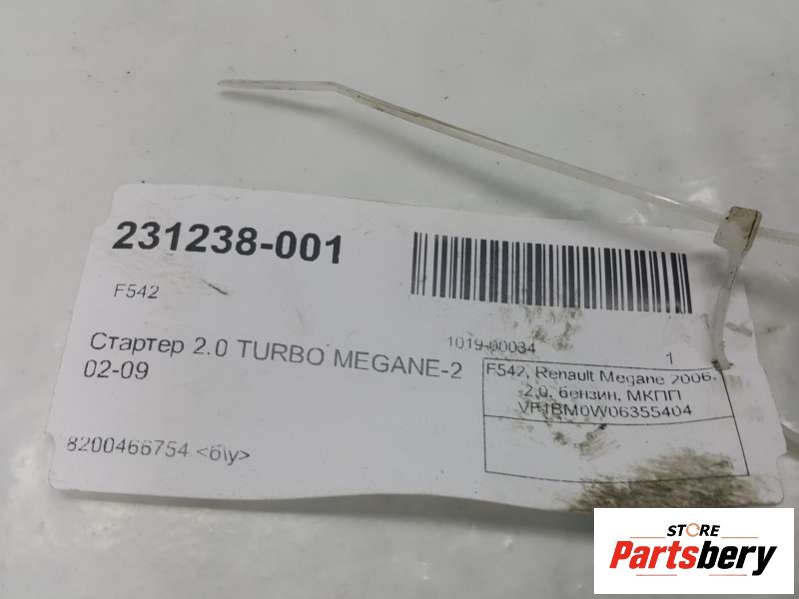 231238-001
F542
Стартер 2.0 TURBO MEGANE-2
02-09
8200466754 <б\у>
1019-00034 1
F542, Renault Megane 2006,
2.0, бензин, МКПП
VF1BM0W06355404
STORE
Partsbery